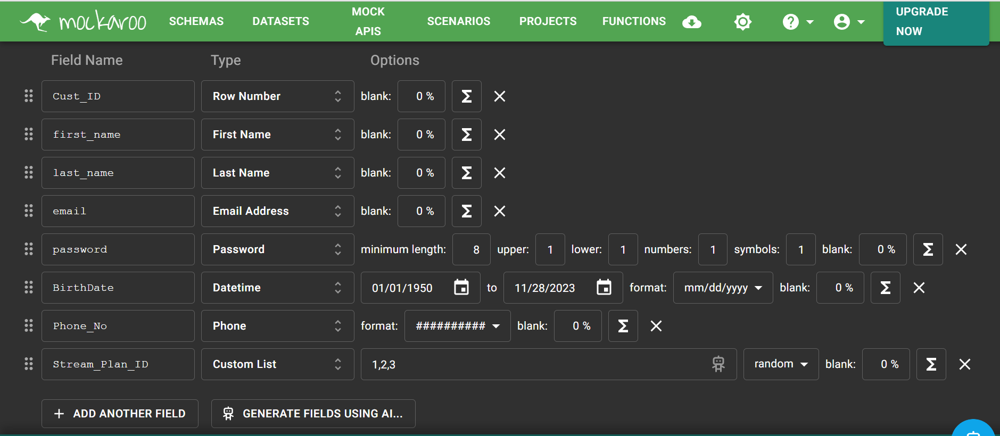 mockaroo SCHEMAS DATASETS MOCK APIS SCENARIOS PROJECTS FUNCTIONS UPGRADE NOW
Field Name Type Options
Cust_ID Row Number blank: 0 % Σ
first_name First Name blank: 0 % Σ
last_name Last Name blank: 0 % Σ
email Email Address blank: 0 % Σ
password Password minimum length: 8 upper: 1 lower: 1 numbers: 1 symbols: 1 blank: 0 % Σ
BirthDate Datetime 01/01/1950 to 11/28/2023 format: mm/dd/yyyy blank: 0 % Σ
Phone_No Phone format: ########## blank: 0 % Σ
Stream_Plan_ID Custom List 1,2,3 random blank: 0 % Σ
+ ADD ANOTHER FIELD GENERATE FIELDS USING AI...